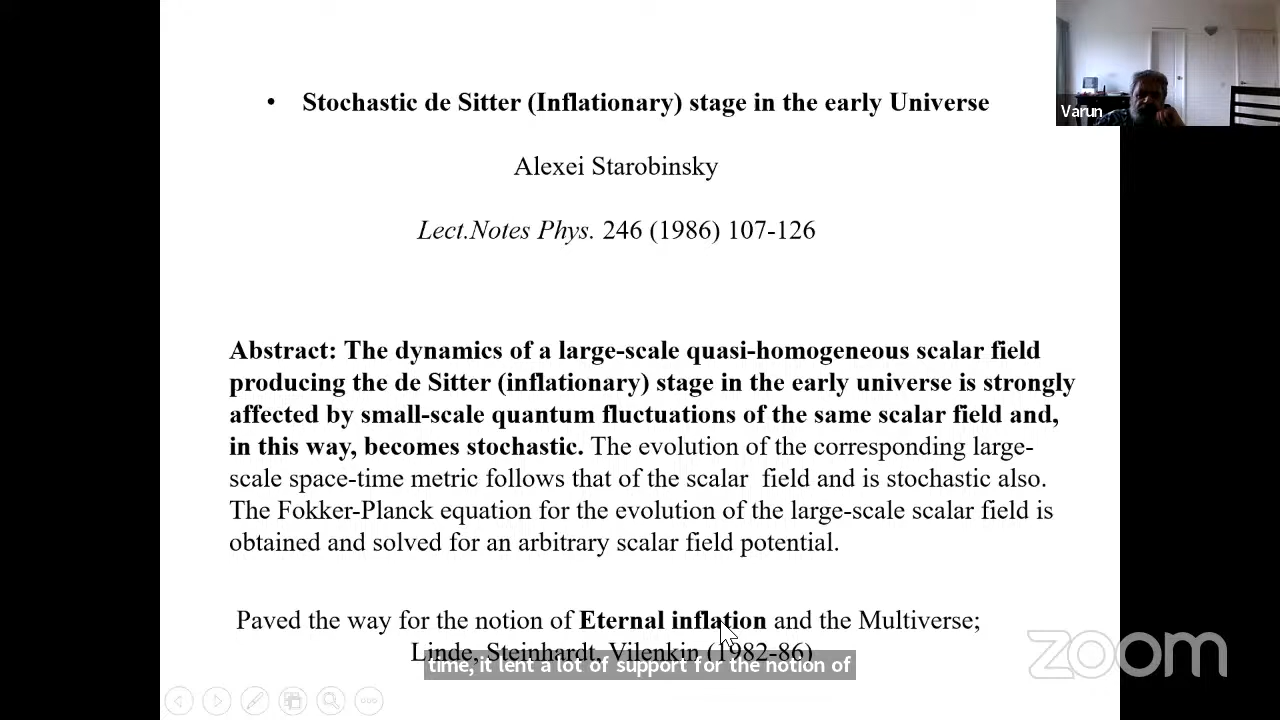 • Stochastic de Sitter (Inflationary) stage in the early Universe
Varun
Alexei Starobinsky
Lect.Notes Phys. 246 (1986) 107-126
Abstract: The dynamics of a large-scale quasi-homogeneous scalar field
producing the de Sitter (inflationary) stage in the early universe is strongly
affected by small-scale quantum fluctuations of the same scalar field and,
in this way, becomes stochastic. The evolution of the corresponding large-
scale space-time metric follows that of the scalar field and is stochastic also.
The Fokker-Planck equation for the evolution of the large-scale scalar field is
obtained and solved for an arbitrary scalar field potential.
Paved the way for the notion of Eternal inflation and the Multiverse;
Linde, Steinhardt, Vilenkin (1982-86)
time, it lent a lot of support for the notion of
zoom